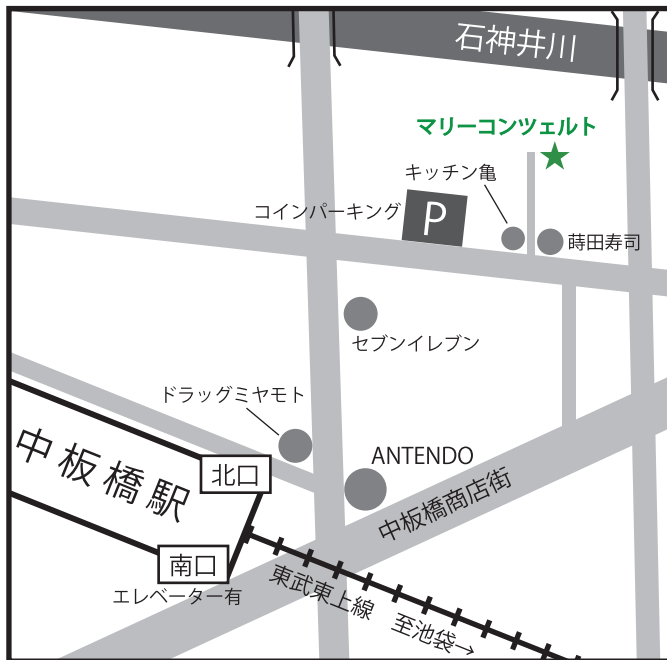 石神井川
マリーコンツェルト
キッチン亀
コインパーキング
P
蒔田寿司
セブンイレブン
ドラッグミヤモト
ANTENDO
中板橋駅
北口
中板橋商店街
南口
エレベーター有
東武東上線 至池袋→